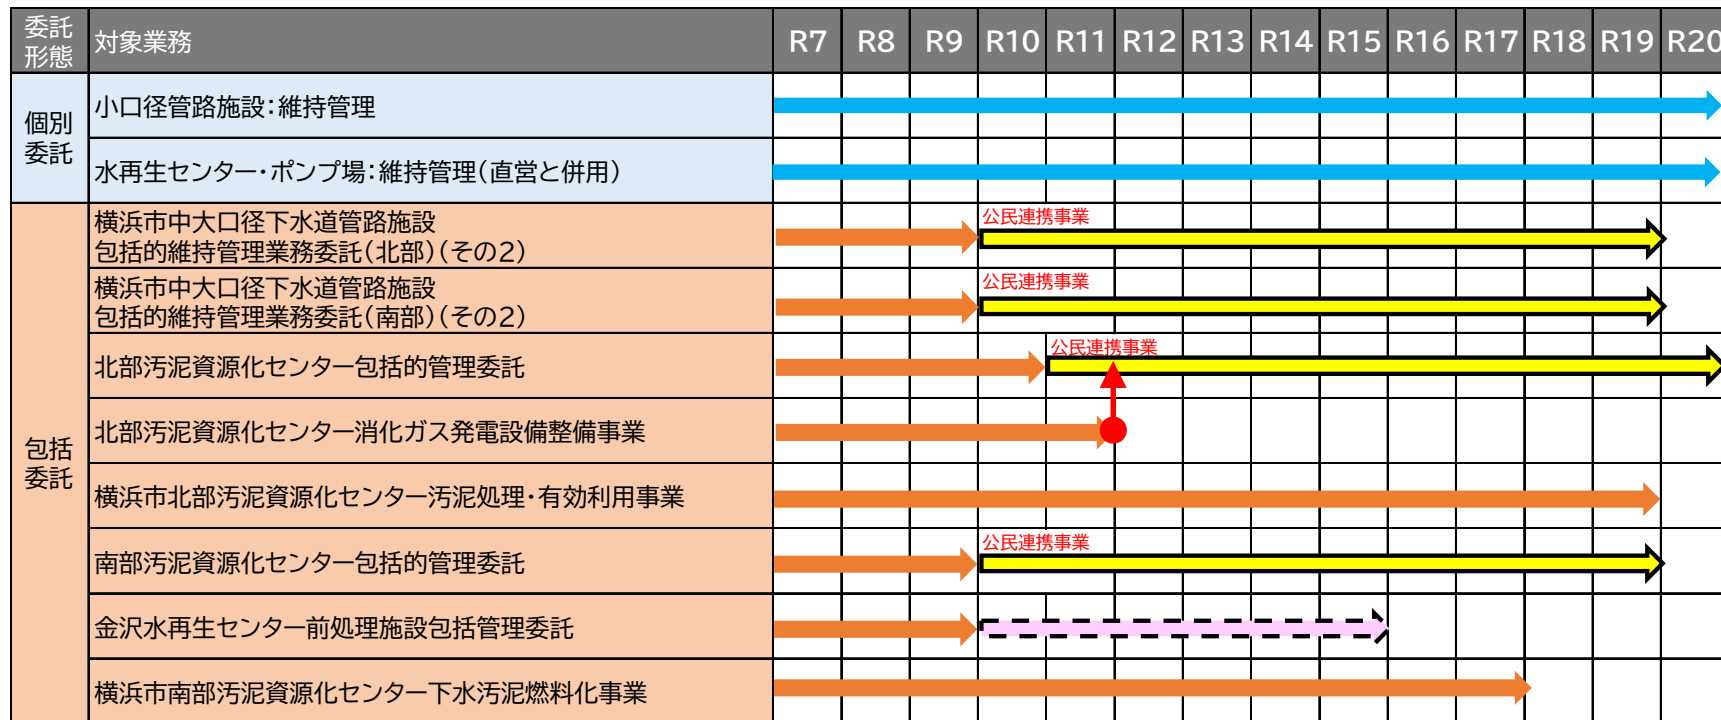 委託
形態
対象業務
R7 R8 R9 R10 R11 R12 R13 R14 R15 R16 R17 R18 R19 R20
個別
委託
小口径管路施設：維持管理
水再生センター・ポンプ場：維持管理（直営と併用）
包括
委託
横浜市中大口径下水道管路施設
包括的維持管理業務委託（北部）（その2）
公民連携事業
横浜市中大口径下水道管路施設
包括的維持管理業務委託（南部）（その2）
公民連携事業
北部汚泥資源化センター包括的管理委託
公民連携事業
北部汚泥資源化センター消化ガス発電設備整備事業
横浜市北部汚泥資源化センター汚泥処理・有効利用事業
南部汚泥資源化センター包括的管理委託
公民連携事業
金沢水再生センター前処理施設包括管理委託
横浜市南部汚泥資源化センター下水汚泥燃料化事業